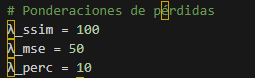 # Ponderaciones de pérdidas
λ_ssim = 100
λ_mse = 50
λ_perc = 10